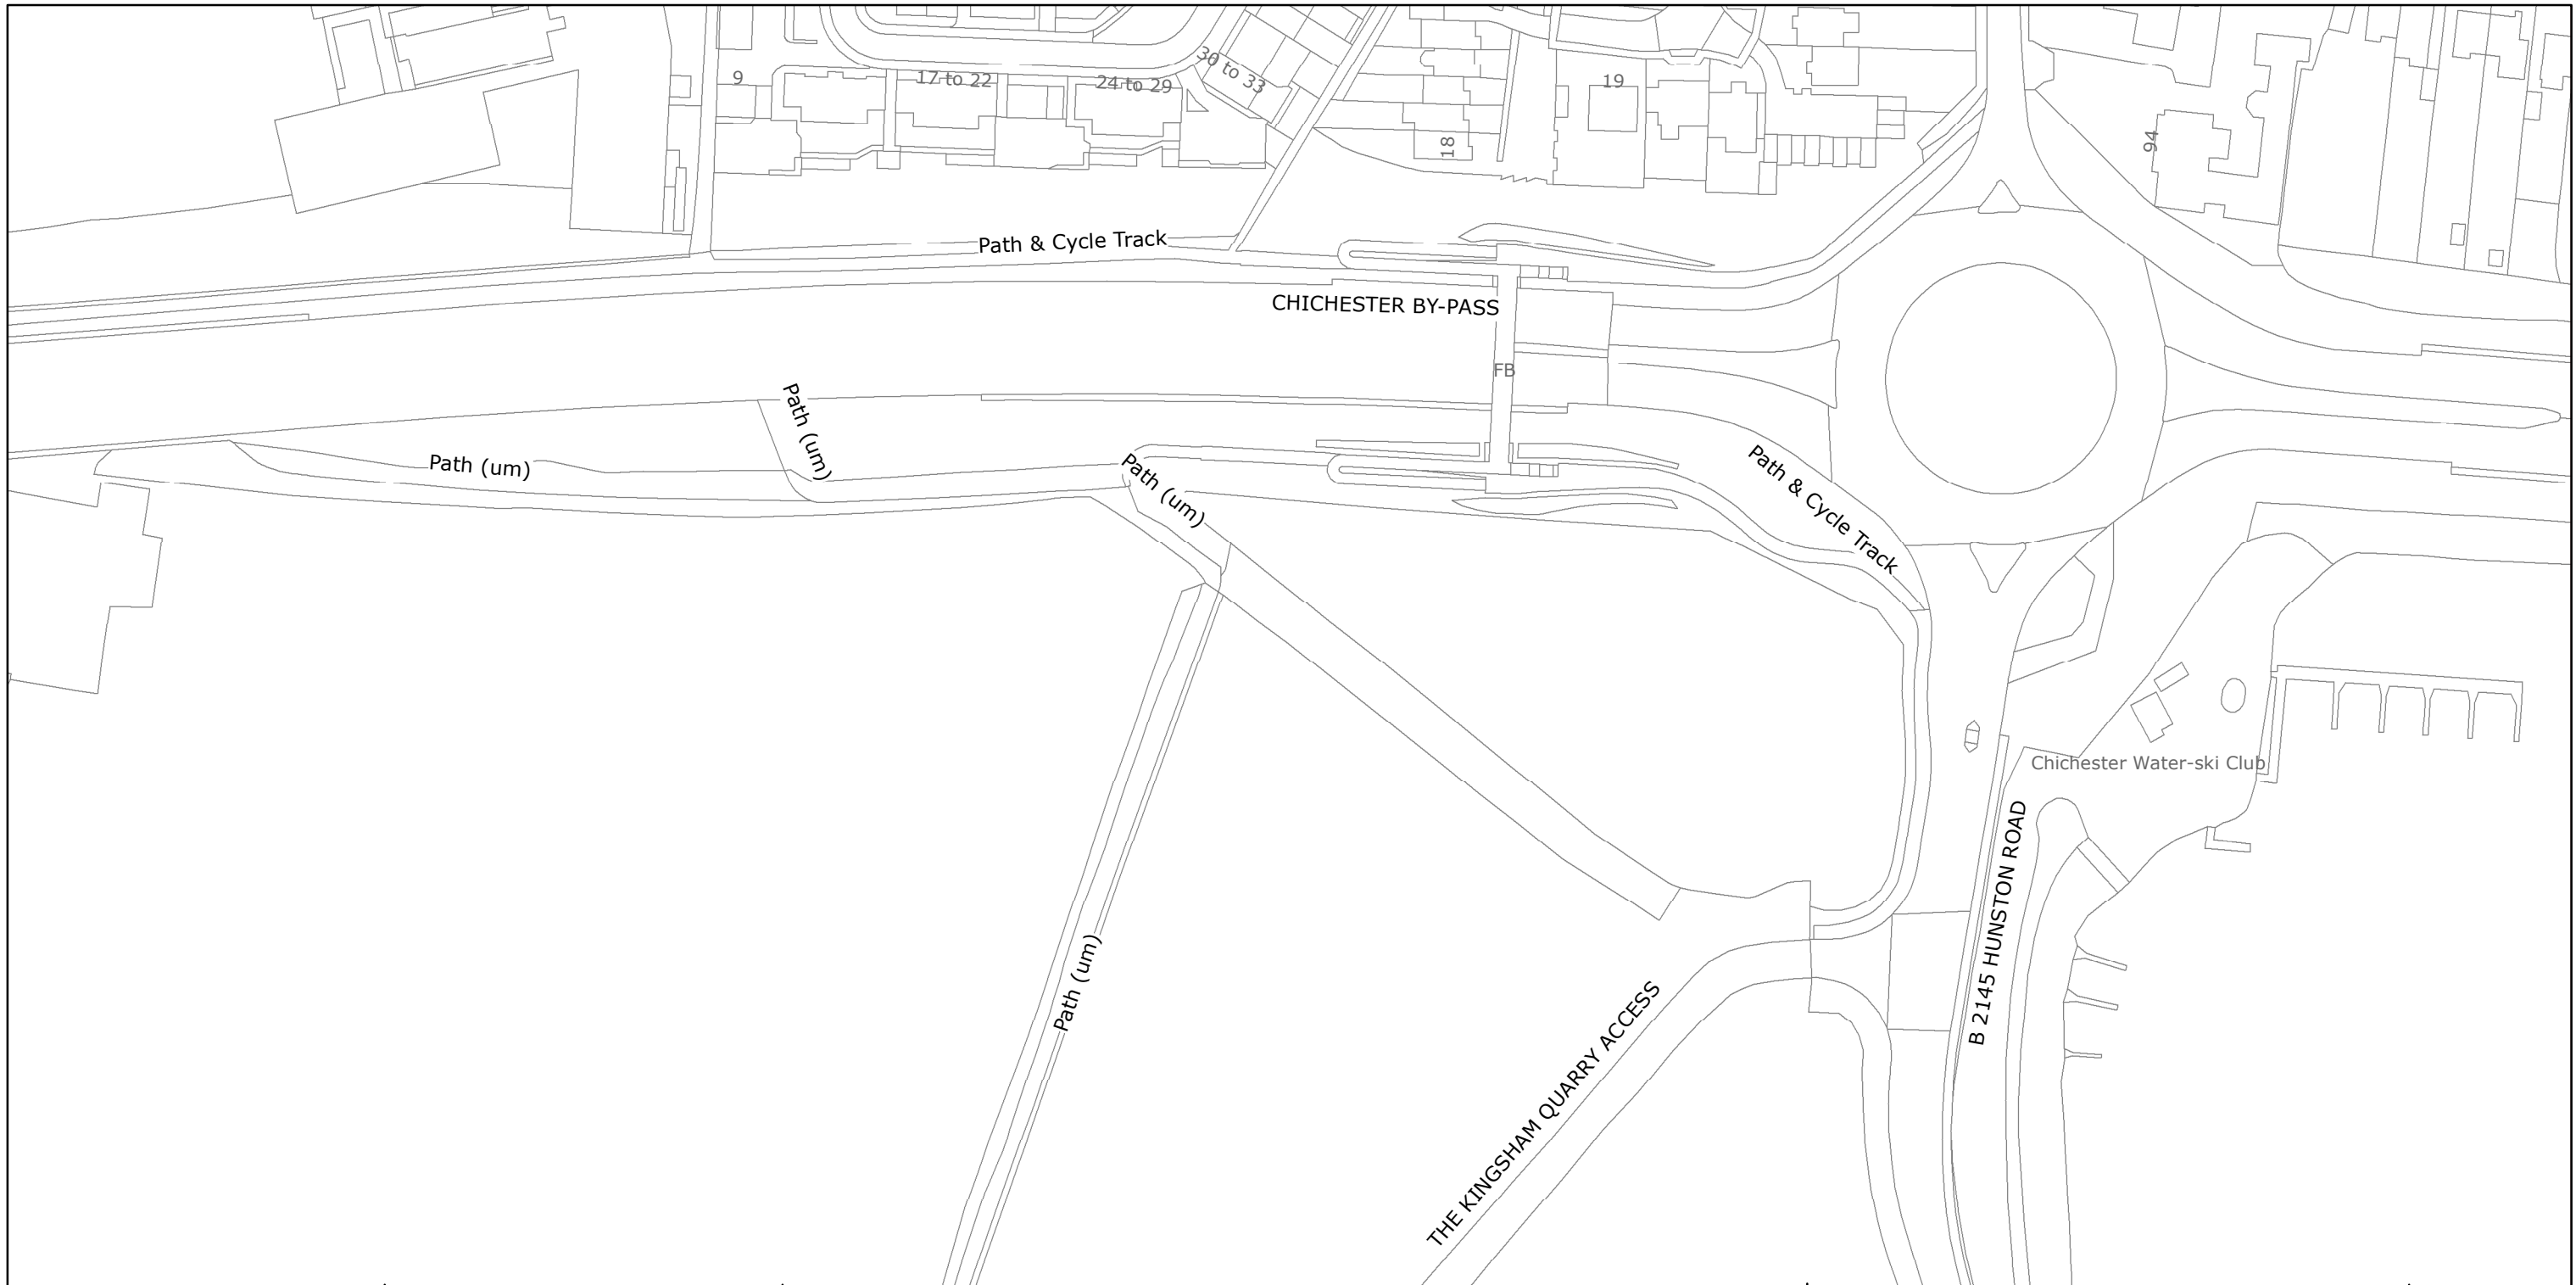 9
17 to 22
24 to 29
30 to 33
18
19
94
Path & Cycle Track
CHICHESTER BY-PASS
FB
Path (um)
Path (um)
Path (um)
Path & Cycle Track
Chichester Water-ski Club
B 2145 HUNSTON ROAD
Path (um)
THE KINGSHAM QUARRY ACCESS